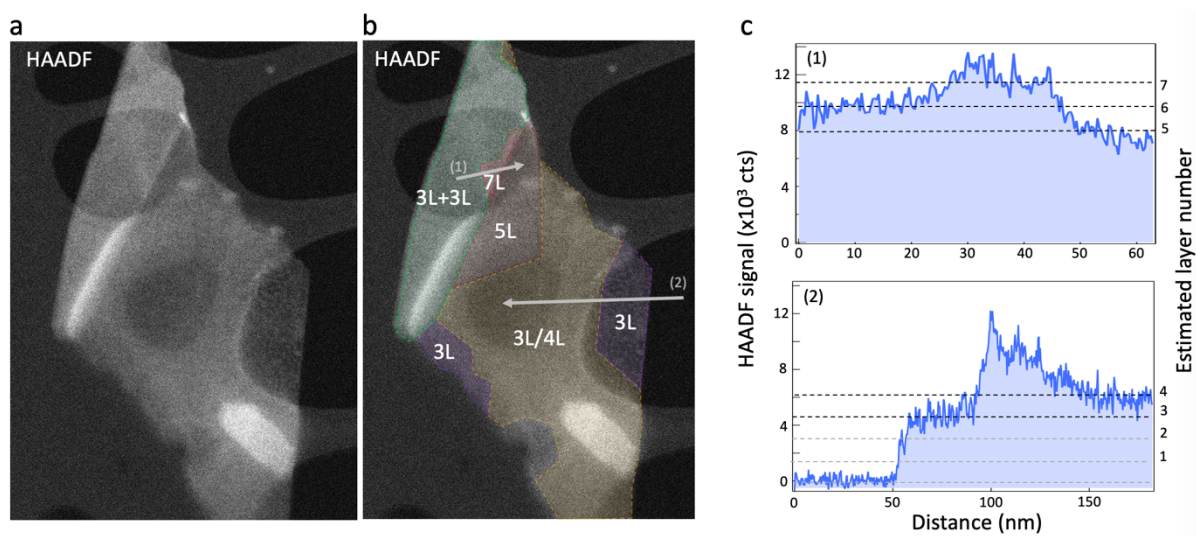 a
b
c
HAADF
HAADF
(1)
7L
3L+3L
5L
(2)
3L/4L
3L
3L
HAADF signal (x10³ cts)
Estimated layer number
(1)
12
8
4
0
7
6
5
0
10
20
30
40
50
60
(2)
12
8
4
0
4
3
2
1
0
50
100
150
Distance (nm)